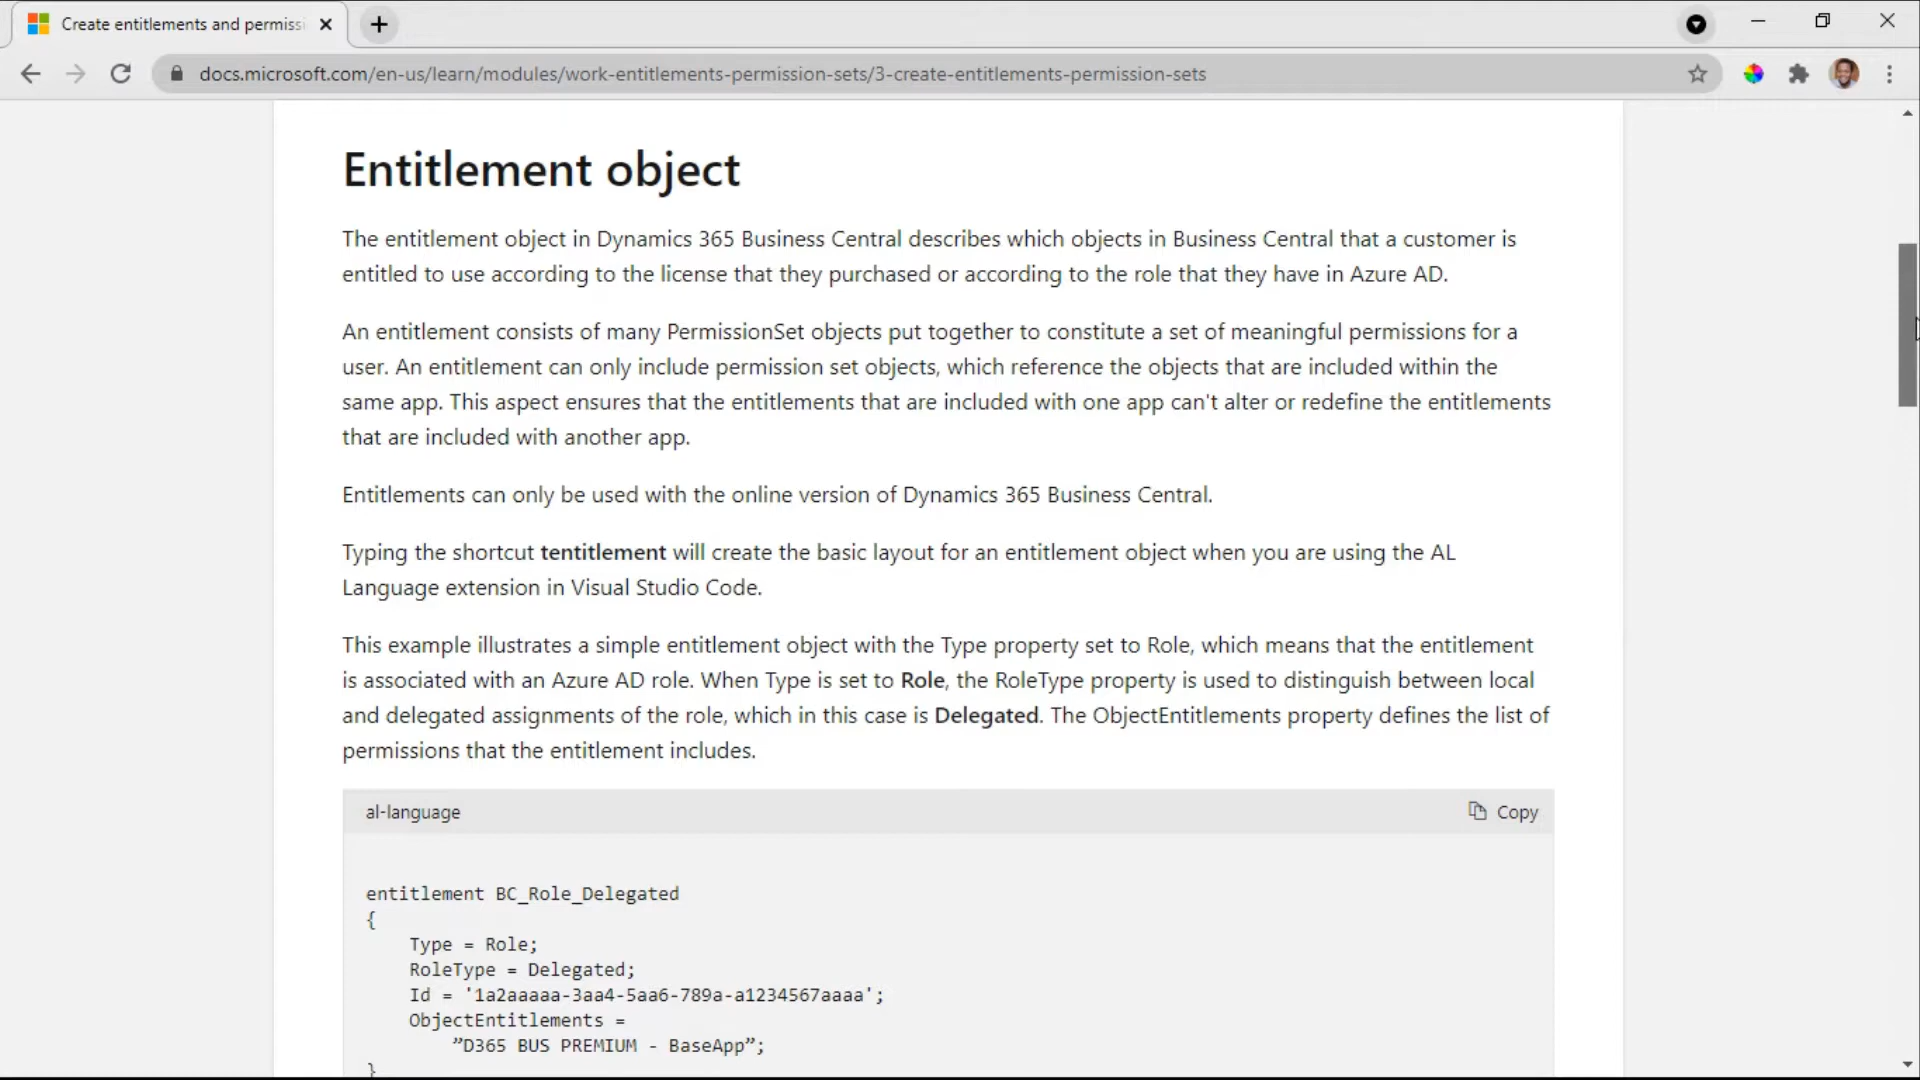 Create entitlements and permiss
docs.microsoft.com/en-us/learn/modules/work-entitlements-permission-sets/3-create-entitlements-permission-sets
Entitlement object
The entitlement object in Dynamics 365 Business Central describes which objects in Business Central that a customer is
entitled to use according to the license that they purchased or according to the role that they have in Azure AD.
An entitlement consists of many PermissionSet objects put together to constitute a set of meaningful permissions for a
user. An entitlement can only include permission set objects, which reference the objects that are included within the
same app. This aspect ensures that the entitlements that are included with one app can't alter or redefine the entitlements
that are included with another app.
Entitlements can only be used with the online version of Dynamics 365 Business Central.
Typing the shortcut tentitlement will create the basic layout for an entitlement object when you are using the AL
Language extension in Visual Studio Code.
This example illustrates a simple entitlement object with the Type property set to Role, which means that the entitlement
is associated with an Azure AD role. When Type is set to Role, the RoleType property is used to distinguish between local
and delegated assignments of the role, which in this case is Delegated. The ObjectEntitlements property defines the list of
permissions that the entitlement includes.
al-language Copy
entitlement BC_Role_Delegated
{
Type = Role;
RoleType = Delegated;
Id = '1a2aaaaa-3aa4-5aa6-789a-a1234567aaaa';
ObjectEntitlements =
”D365 BUS PREMIUM - BaseApp”;
}